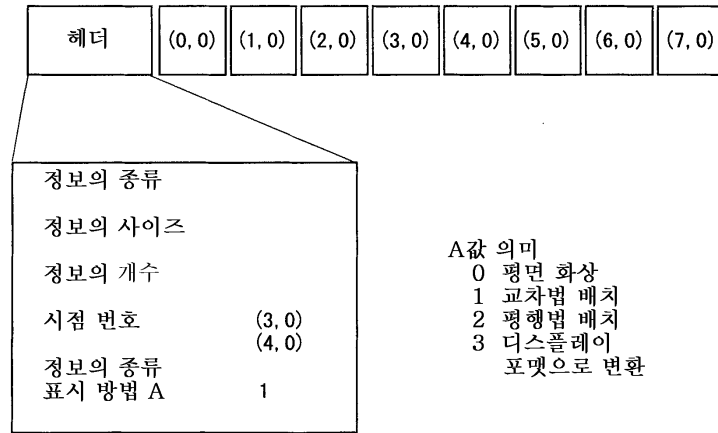 헤더 (0, 0) (1, 0) (2, 0) (3, 0) (4, 0) (5, 0) (6, 0) (7, 0)
정보의 종류
정보의 사이즈
정보의 개수
시점 번호 (3, 0)
(4, 0)
정보의 종류
표시 방법 A 1
A값 의미
0 평면 화상
1 교차법 배치
2 평행법 배치
3 디스플레이
포맷으로 변환